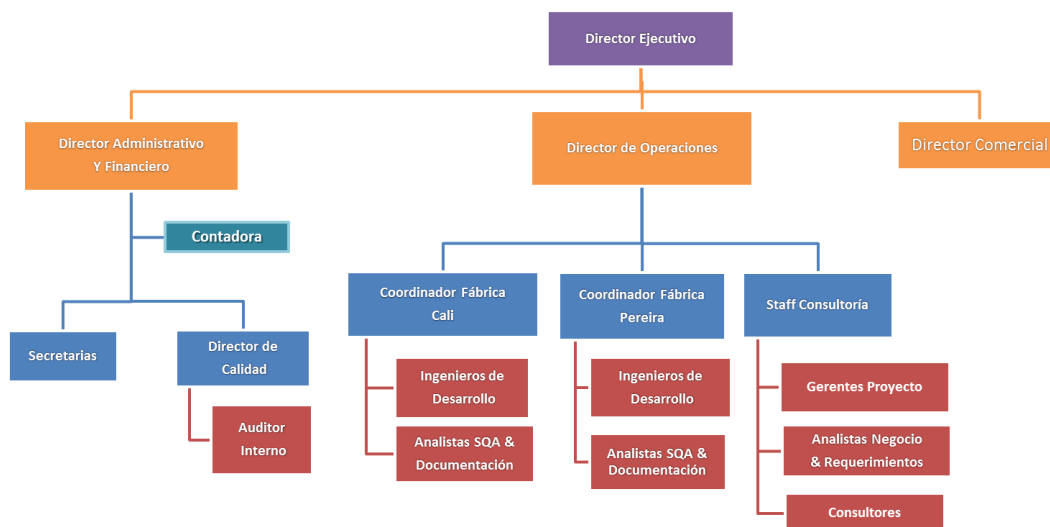 Director Ejecutivo
Director Administrativo
Y Financiero
Director de Operaciones
Director Comercial
Contadora
Secretarias
Director de
Calidad
Auditor
Interno
Coordinador Fábrica
Cali
Ingenieros de
Desarrollo
Analistas SQA &
Documentación
Coordinador Fábrica
Pereira
Ingenieros de
Desarrollo
Analistas SQA &
Documentación
Staff Consultoría
Gerentes Proyecto
Analistas Negocio
& Requerimientos
Consultores